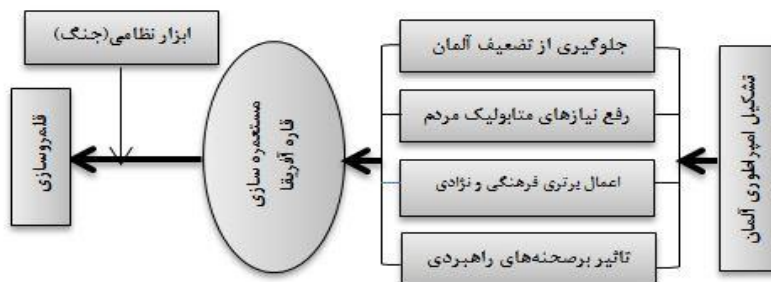 تشکیل امپراطوری آلمان
جلوگیری از تضعیف آلمان
رفع نیازهای متابولیک مردم
اعمال برتری فرهنگی و نژادی
تاثیر برصحنه‌های راهبردی
مستعمره سازی
قاره آفریقا
ابزار نظامی(جنگ)
قلمروسازی